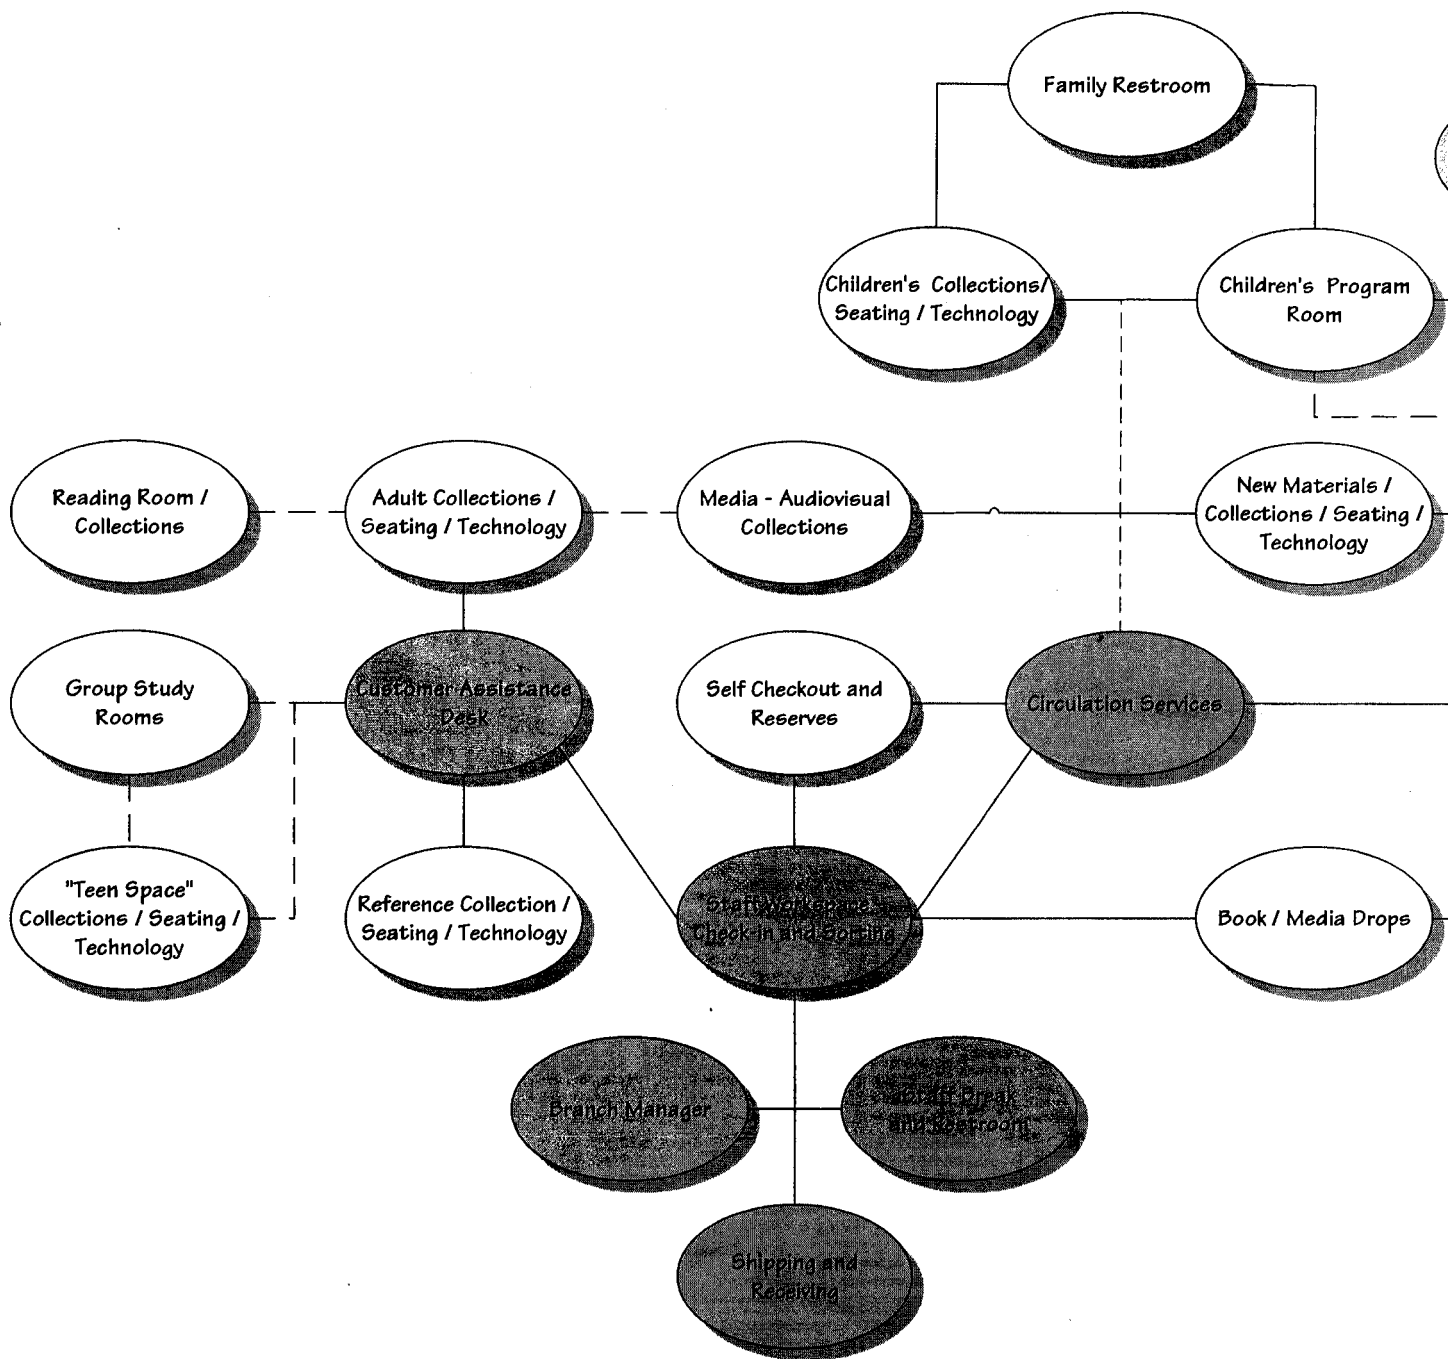 Family Restroom
Children's Collections/
Seating / Technology
Children's Program
Room
Reading Room /
Collections
Adult Collections /
Seating / Technology
Media - Audiovisual
Collections
New Materials /
Collections / Seating /
Technology
Group Study
Rooms
Customer Assistance
Desk
Self Checkout and
Reserves
Circulation Services
"Teen Space"
Collections / Seating /
Technology
Reference Collection /
Seating / Technology
Staff Workspace
Check-in and Sorting
Book / Media Drops
Branch Manager
Staff Break
and Restroom
Shipping and
Receiving